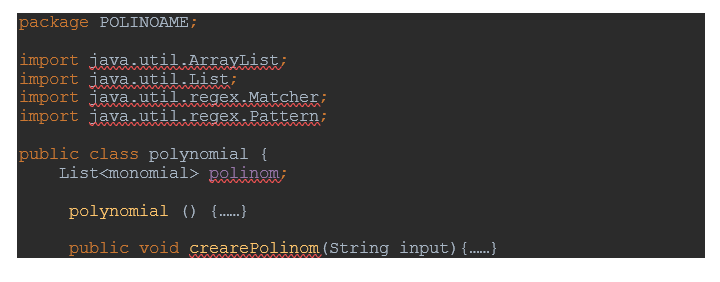 package POLINOAME;
import java.util.ArrayList;
import java.util.List;
import java.util.regex.Matcher;
import java.util.regex.Pattern;
public class polynomial {
List<monomial> polinom;
polynomial () {……}
public void crearePolinom(String input){……}